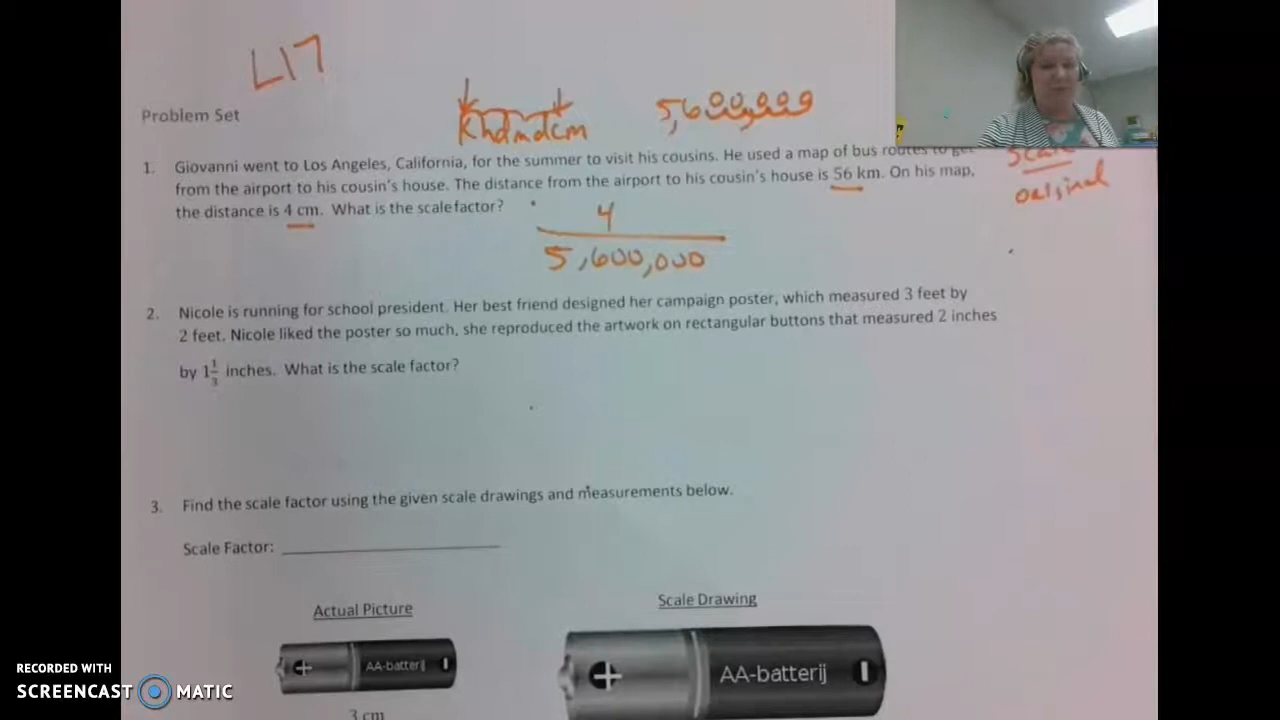 L17
Problem Set
khdmdcm
5,600,000
1. Giovanni went to Los Angeles, California, for the summer to visit his cousins. He used a map of bus routes to get
from the airport to his cousin's house. The distance from the airport to his cousin's house is 56 km. On his map,
the distance is 4 cm. What is the scale factor?
scale
original
4
5,600,000
2. Nicole is running for school president. Her best friend designed her campaign poster, which measured 3 feet by
2 feet. Nicole liked the poster so much, she reproduced the artwork on rectangular buttons that measured 2 inches
by 1 1/3 inches. What is the scale factor?
3. Find the scale factor using the given scale drawings and measurements below.
Scale Factor: ____________________
Actual Picture
Scale Drawing
+ AA-batterij
+ AA-batterij
3 cm
RECORDED WITH
SCREENCAST MATIC